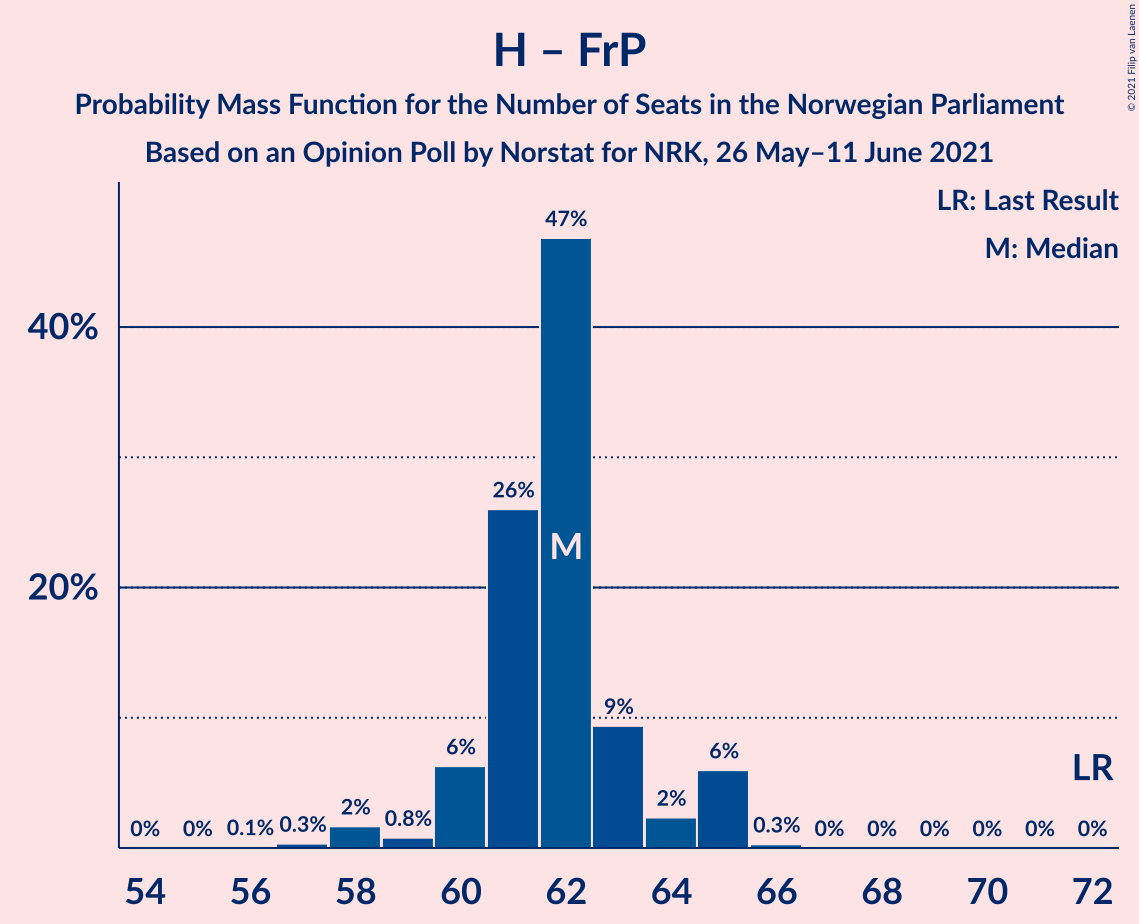 H – FrP
Probability Mass Function for the Number of Seats in the Norwegian Parliament
Based on an Opinion Poll by Norstat for NRK, 26 May–11 June 2021
© 2021 Filip van Laenen
LR: Last Result
M: Median
40%
20%
0% 0% 0.1% 0.3% 2% 0.8% 6% 26% 47% 9% 2% 6% 0.3% 0% 0% 0% 0% 0% 0%
M
LR
54 56 58 60 62 64 66 68 70 72